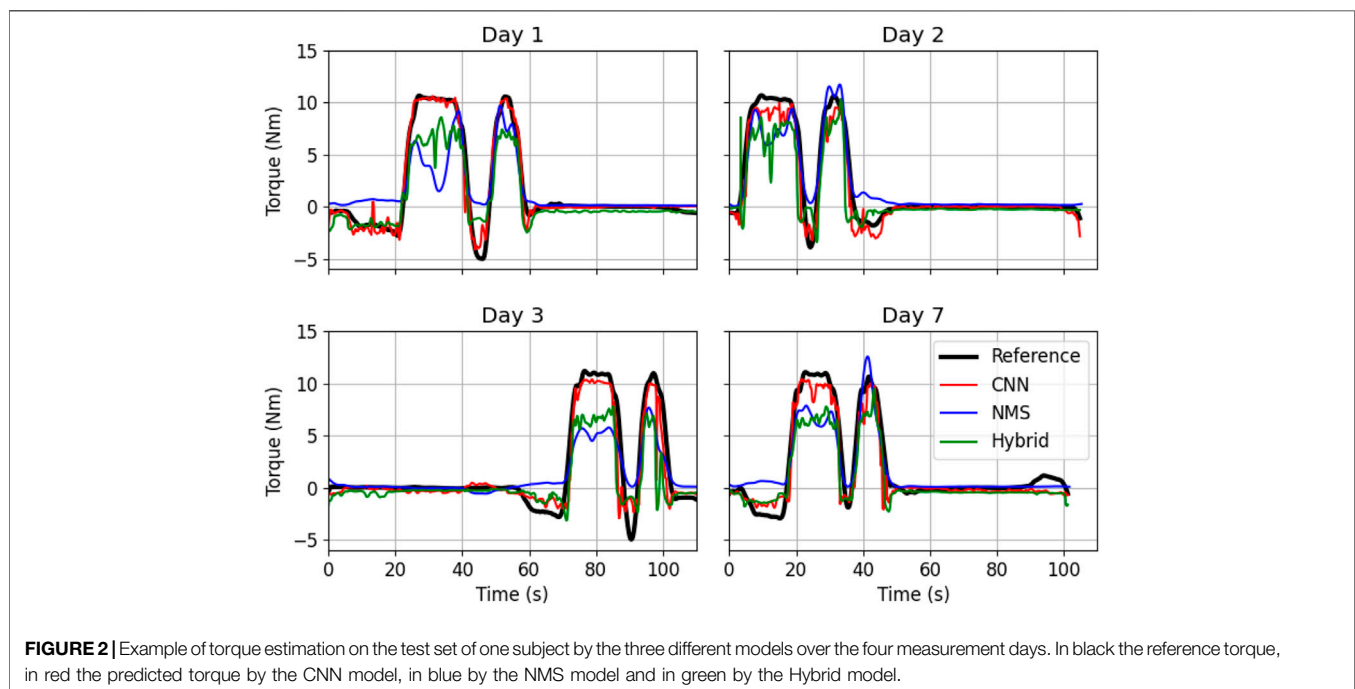 Day 1
Day 2
15
10
5
0
−5
Torque (Nm)
Day 3
Day 7
15
10
5
0
−5
Torque (Nm)
Reference
CNN
NMS
Hybrid
0 20 40 60 80 100
0 20 40 60 80 100
Time (s)
Time (s)
FIGURE 2 | Example of torque estimation on the test set of one subject by the three different models over the four measurement days. In black the reference torque,
in red the predicted torque by the CNN model, in blue by the NMS model and in green by the Hybrid model.